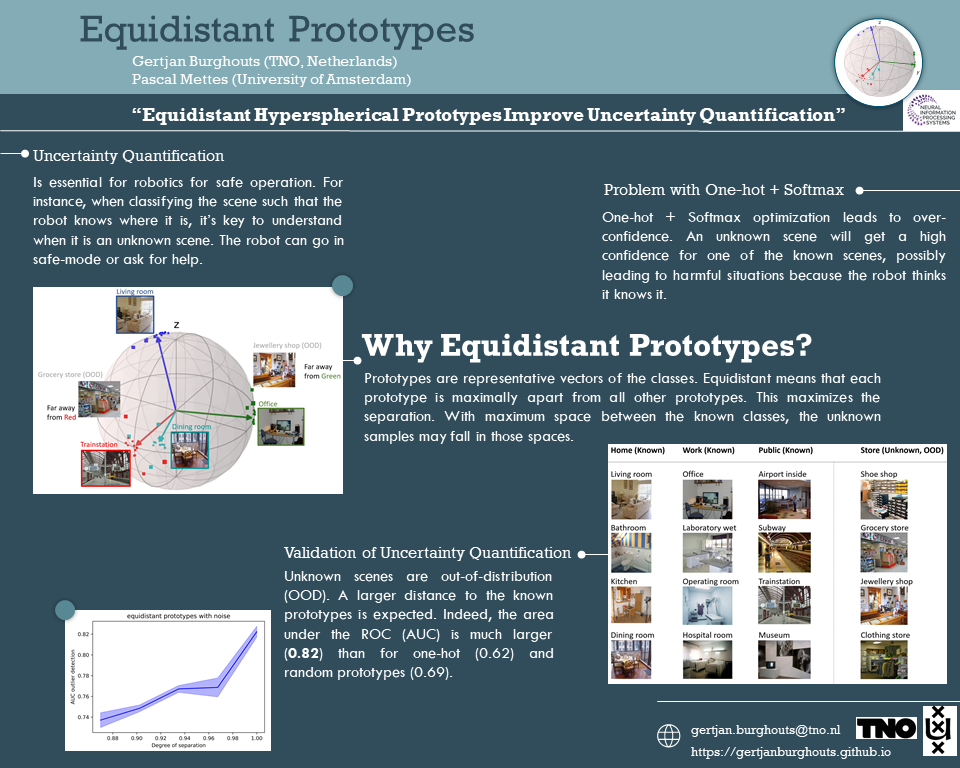 Equidistant Prototypes
Gertjan Burghouts (TNO, Netherlands)
Pascal Mettes (University of Amsterdam)
“Equidistant Hyperspherical Prototypes Improve Uncertainty Quantification”
NEURAL
INFORMATION
PROCESSING
SYSTEMS
Uncertainty Quantification
Is essential for robotics for safe operation. For
instance, when classifying the scene such that the
robot knows where it is, it’s key to understand
when it is an unknown scene. The robot can go in
safe-mode or ask for help.
Problem with One-hot + Softmax
One-hot + Softmax optimization leads to over-
confidence. An unknown scene will get a high
confidence for one of the known scenes, possibly
leading to harmful situations because the robot thinks
it knows it.
Living room
Z
Jewellery shop (OOD)
Far away
from Green
Grocery store (OOD)
Far away
from Red
Office
Dining room
Trainstation
Why Equidistant Prototypes?
Prototypes are representative vectors of the classes. Equidistant means that each
prototype is maximally apart from all other prototypes. This maximizes the
separation. With maximum space between the known classes, the unknown
samples may fall in those spaces.
Home (Known) Work (Known) Public (Known) Store (Unknown, OOD)
Living room Office Airport inside Shoe shop
Bathroom Laboratory wet Subway Grocery store
Kitchen Operating room Trainstation Jewellery shop
Dining room Hospital room Museum Clothing store
Validation of Uncertainty Quantification
Unknown scenes are out-of-distribution
(OOD). A larger distance to the known
prototypes is expected. Indeed, the area
under the ROC (AUC) is much larger
(0.82) than for one-hot (0.62) and
random prototypes (0.69).
equidistant prototypes with noise
AUC outlier detection
0.82
0.80
0.78
0.76
0.74
0.88 0.90 0.92 0.94 0.96 0.98 1.00
Degree of separation
gertjan.burghouts@tno.nl
https://gertjanburghouts.github.io
TNO